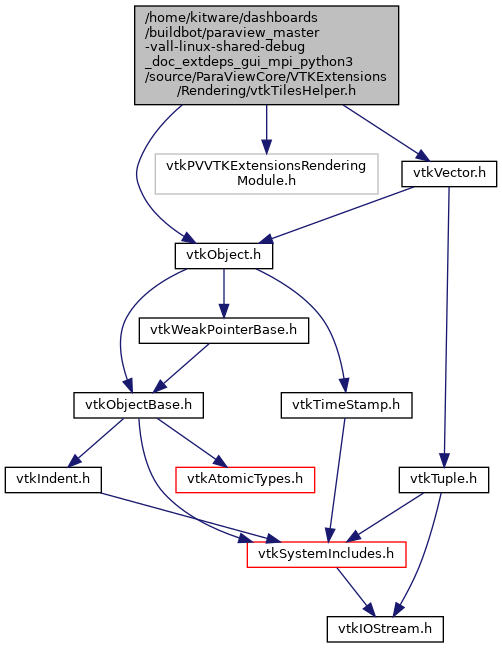 /home/kitware/dashboards
/buildbot/paraview_master
-vall-linux-shared-debug
_doc_extdeps_gui_mpi_python3
/source/ParaViewCore/VTKExtensions
/Rendering/vtkTilesHelper.h
vtkPVVTKExtensionsRendering
Module.h
vtkVector.h
vtkObject.h
vtkWeakPointerBase.h
vtkObjectBase.h
vtkTimeStamp.h
vtkIndent.h
vtkAtomicTypes.h
vtkTuple.h
vtkSystemIncludes.h
vtkIOStream.h